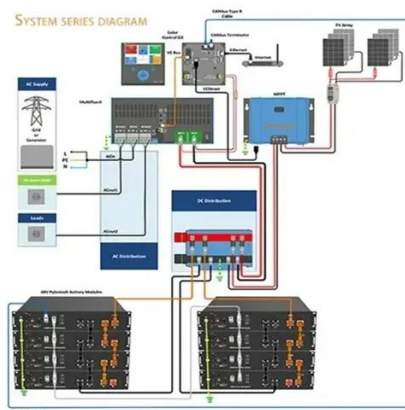 SYSTEM SERIES DIAGRAM
CANbus Type B
Cable
Color
Control GX
CANbus Terminator
PV Array
VE Bus
Ethernet
Internet
AC Supply
VE.Direct
MultiPlus-II
MPPT
Grid
or
Generator
L
PE
N
ACin
ACout1
DC Distribution
Loads
ACout2
AC Distribution
48V Pylontech Battery Modules